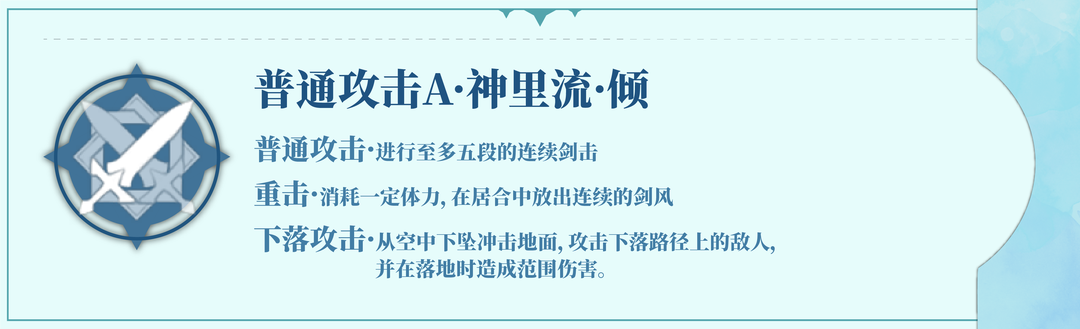 普通攻击A·神里流·倾
普通攻击·进行至多五段的连续剑击
重击·消耗一定体力, 在居合中放出连续的剑风
下落攻击·从空中下坠冲击地面, 攻击下落路径上的敌人,
并在落地时造成范围伤害。